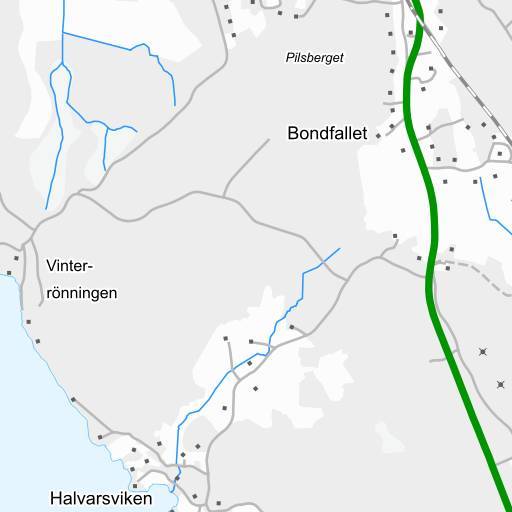 Pilsberget
Bondfallet
Vinter-
rönningen
Halvarsviken